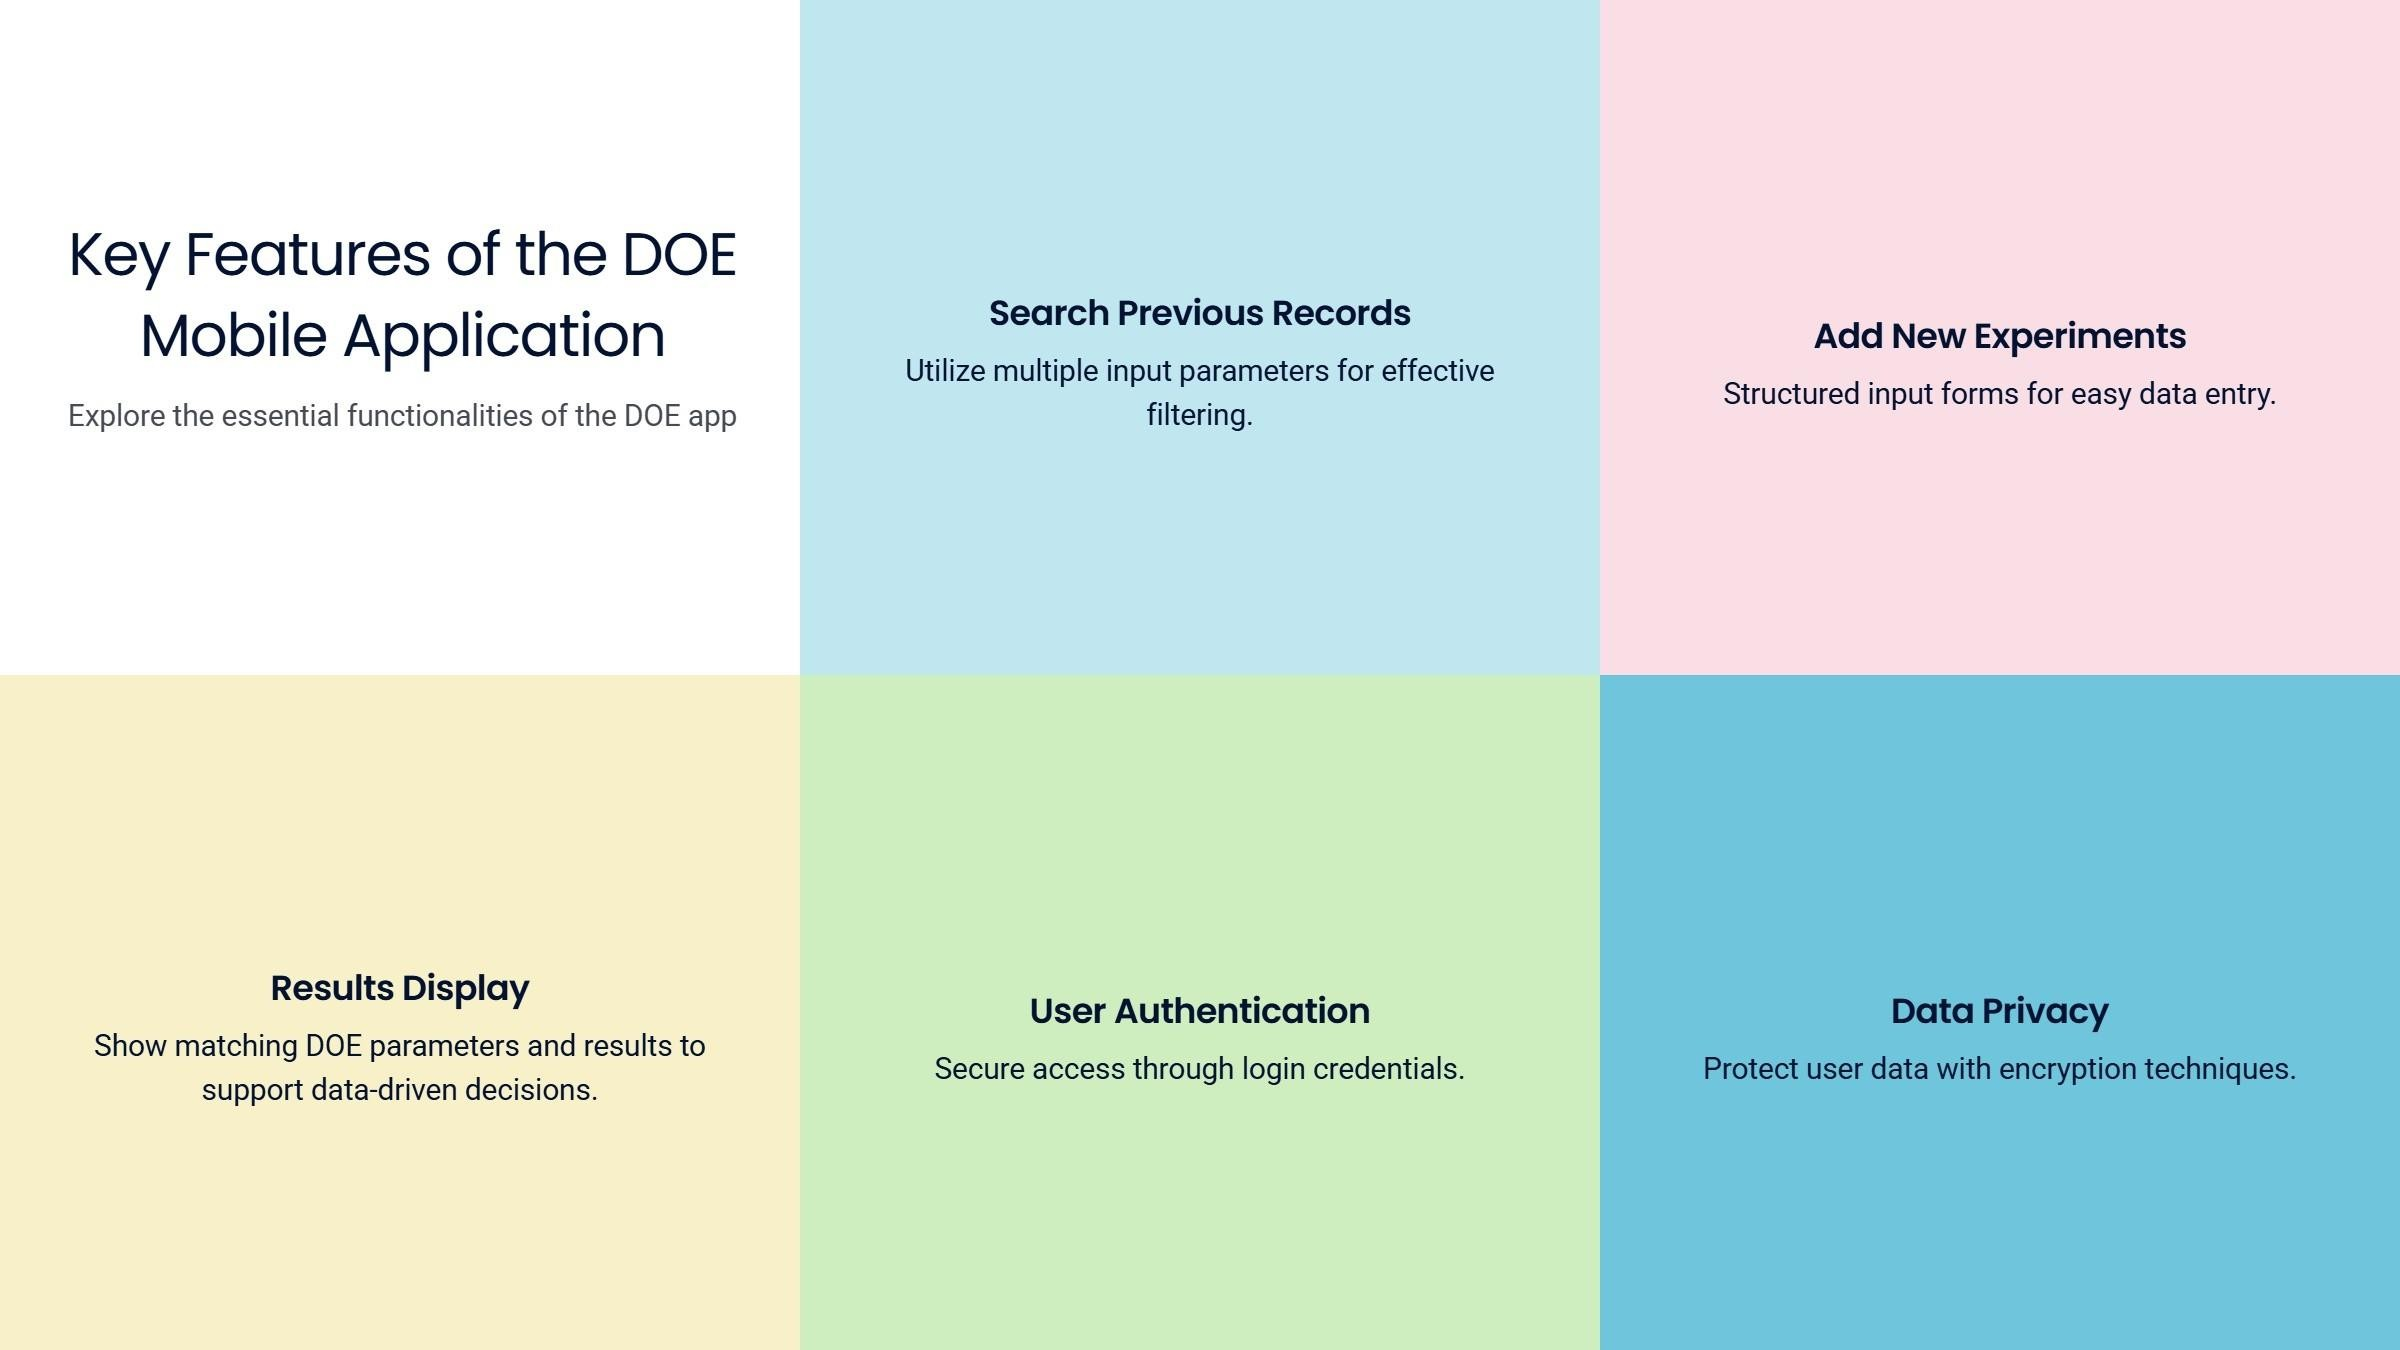 Key Features of the DOE
Mobile Application
Explore the essential functionalities of the DOE app
Search Previous Records
Utilize multiple input parameters for effective
filtering.
Add New Experiments
Structured input forms for easy data entry.
Results Display
Show matching DOE parameters and results to
support data-driven decisions.
User Authentication
Secure access through login credentials.
Data Privacy
Protect user data with encryption techniques.